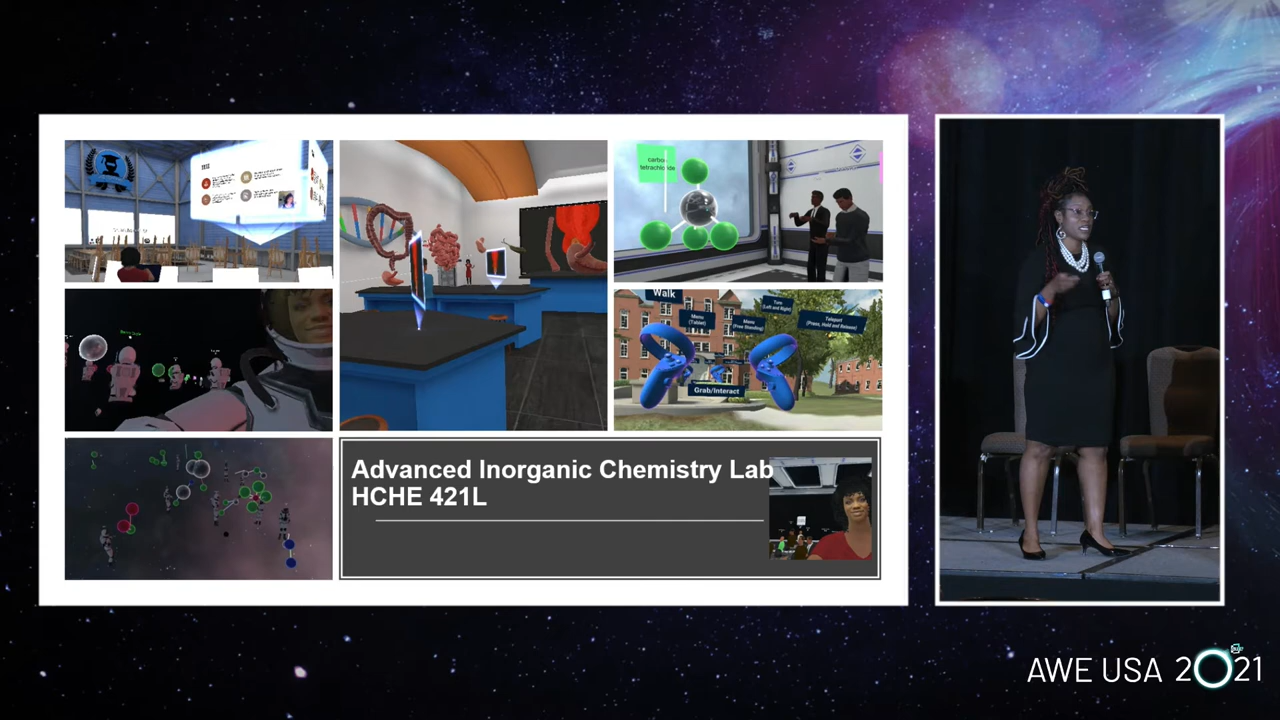 carbon
tetrachloride
Walk
Menu
(Tablet)
Menu
(Free Standing)
Turn
(Left and Right)
Teleport
(Press, Hold and Release)
Grab/Interact
Advanced Inorganic Chemistry Lab
HCHE 421L
AWE USA 2021